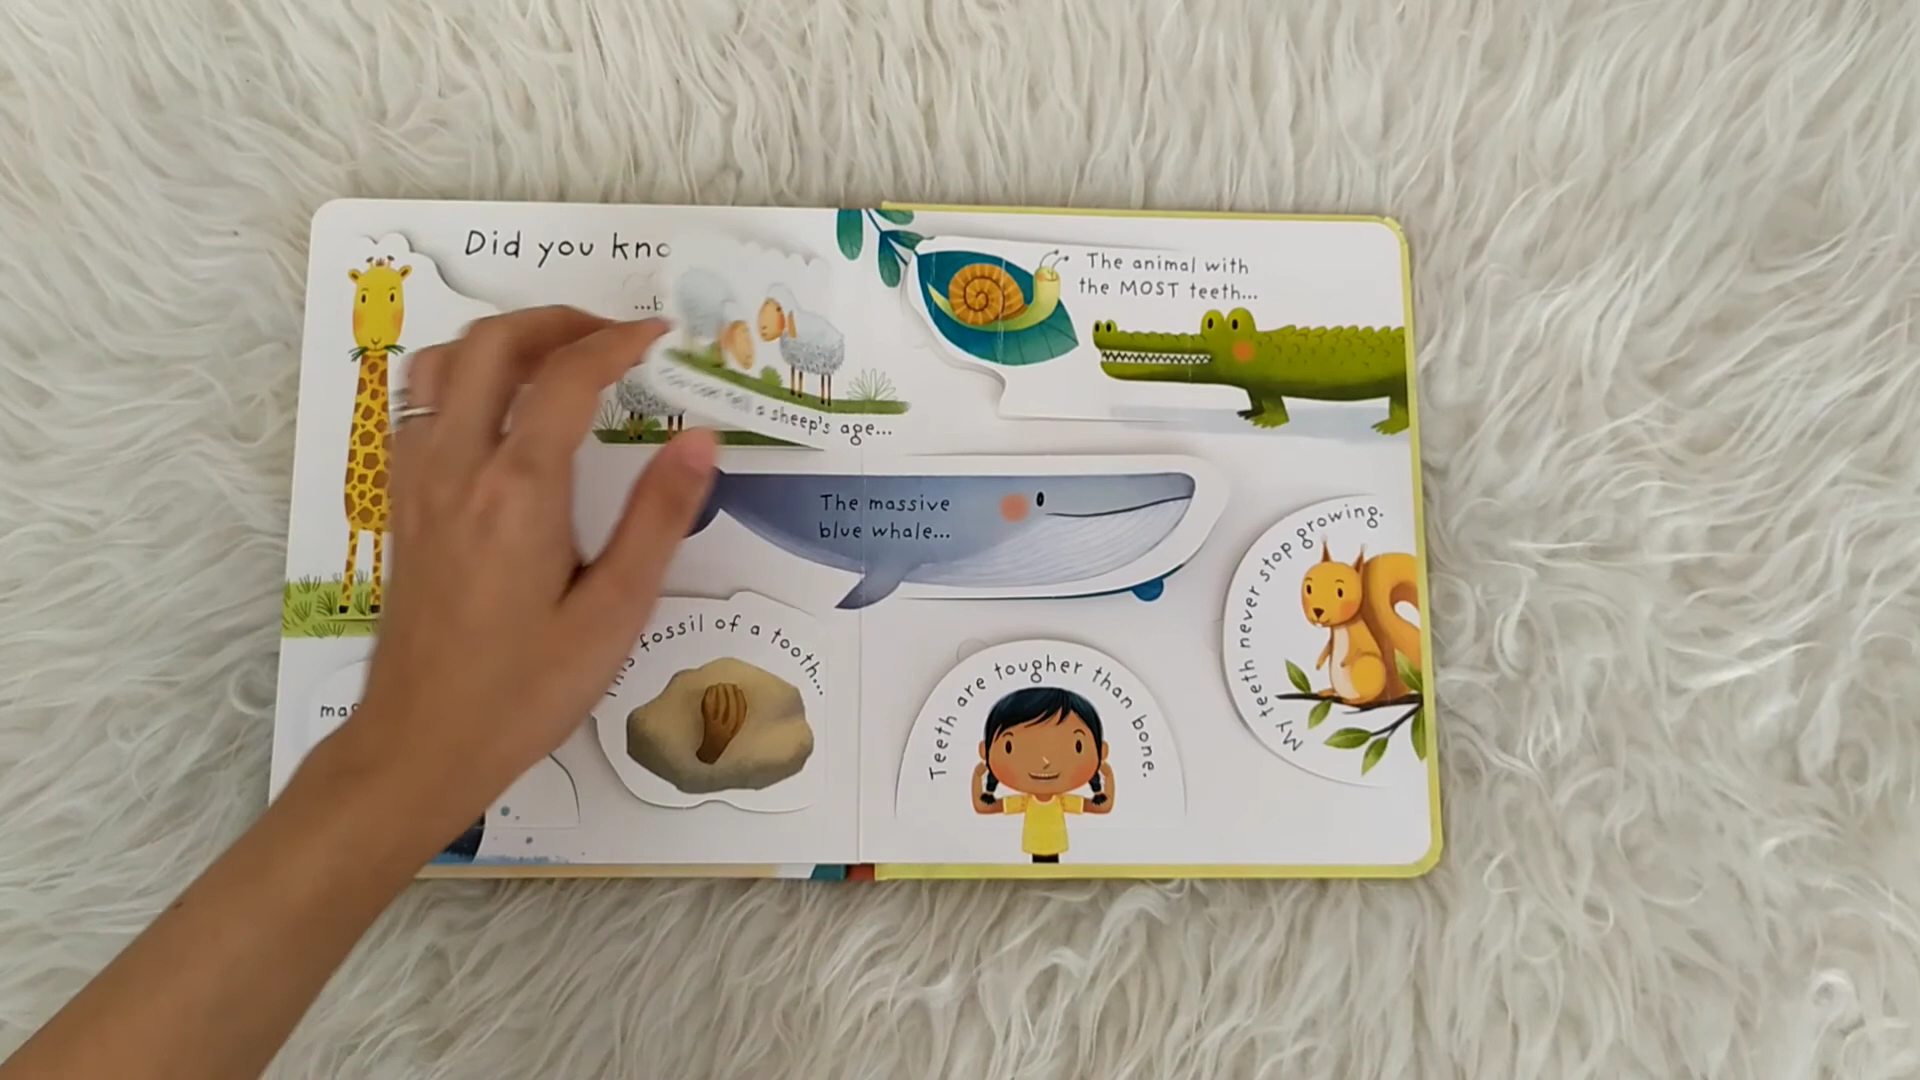 Did you kno
...b
a sheep's age...
The animal with
the MOST teeth...
The massive
blue whale...
fossil of a tooth...
Teeth are tougher than bone.
My teeth never stop growing.